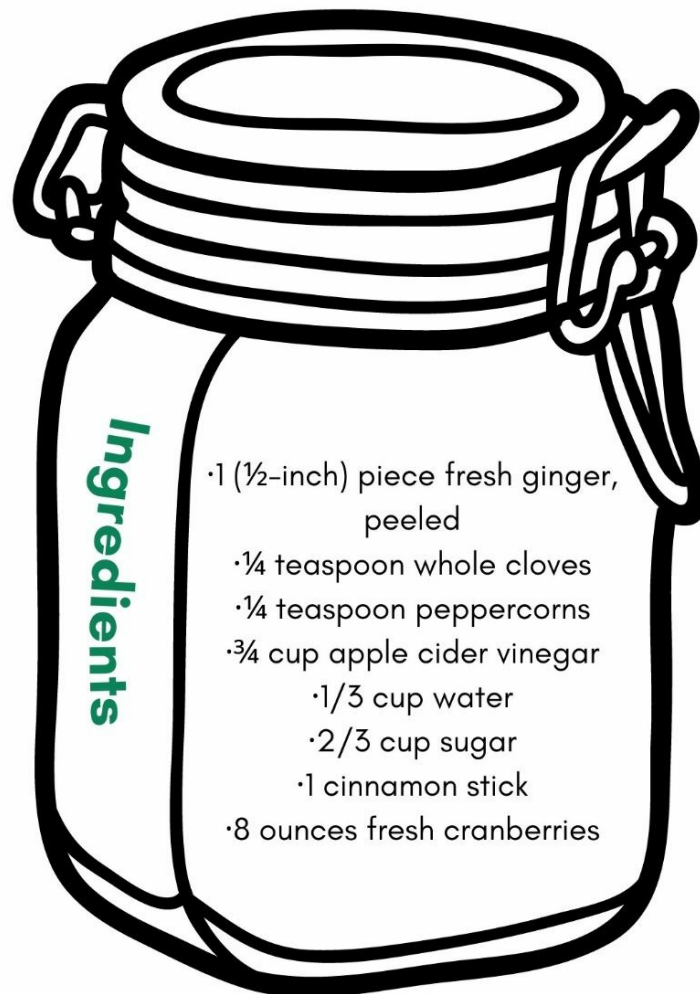 Ingredients
·1 (½-inch) piece fresh ginger,
peeled
·¼ teaspoon whole cloves
·¼ teaspoon peppercorns
·¾ cup apple cider vinegar
·1/3 cup water
·2/3 cup sugar
·1 cinnamon stick
·8 ounces fresh cranberries